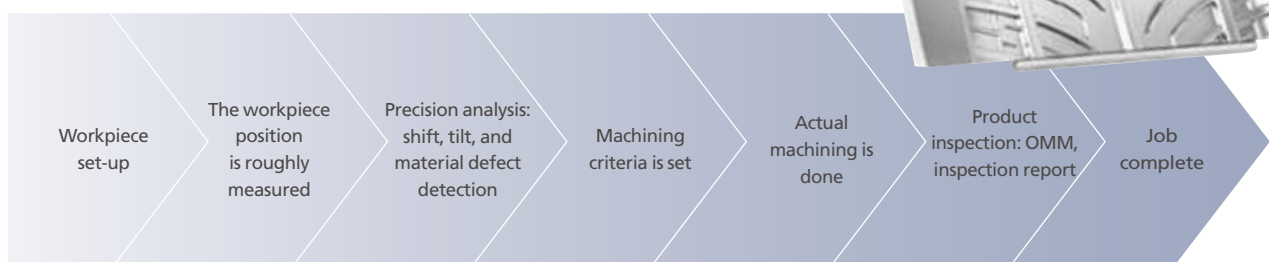 Workpiece
set-up
The workpiece
position
is roughly
measured
Precision analysis:
shift, tilt, and
material defect
detection
Machining
criteria is set
Actual
machining is
done
Product
inspection: OMM,
inspection report
Job
complete